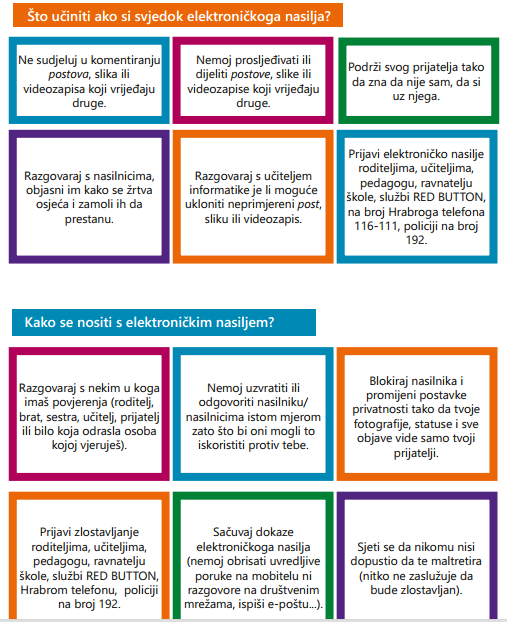 Što učiniti ako si svjedok elektroničkoga nasilja?
Ne sudjeluj u komentiranju
postova, slika ili
videozapisa koji vrijeđaju
druge.
Nemoj prosljeđivati ili
dijeliti postove, slike ili
videozapise koji vrijeđaju
druge.
Podrži svog prijatelja tako
da zna da nije sam, da si
uz njega.
Razgovaraj s nasilnicima,
objasni im kako se žrtva
osjeća i zamoli ih da
prestanu.
Razgovaraj s učiteljem
informatike je li moguće
ukloniti neprimjereni post,
sliku ili videozapis.
Prijavi elektroničko nasilje
roditeljima, učiteljima,
pedagogu, ravnatelju
škole, službi RED BUTTON,
na broj Hrabroga telefona
116-111, policiji na broj
192.
Kako se nositi s elektroničkim nasiljem?
Razgovaraj s nekim u koga
imaš povjerenja (roditelj,
brat, sestra, učitelj, prijatelj
ili bilo koja odrasla osoba
kojoj vjeruješ).
Nemoj uzvratiti ili
odgovoriti nasilniku/
nasilnicima istom mjerom
zato što bi oni mogli to
iskoristiti protiv tebe.
Blokiraj nasilnika i
promijeni postavke
privatnosti tako da tvoje
fotografije, statuse i sve
objave vide samo tvoji
prijatelji.
Prijavi zlostavljanje
roditeljima, učiteljima,
pedagogu, ravnatelju
škole, službi RED BUTTON,
Hrabrom telefonu, policiji
na broj 192.
Sačuvaj dokaze
elektroničkoga nasilja
(nemoj obrisati uvredljive
poruke na mobitelu ni
razgovore na društvenim
mrežama, ispiši e-poštu...).
Sjeti se da nikomu nisi
dopustio da te maltretira
(nitko ne zaslužuje da
bude zlostavljan).